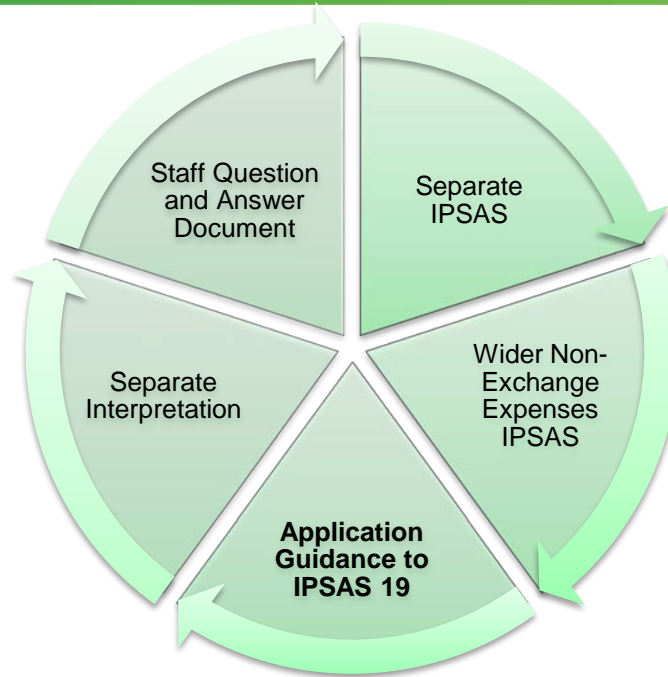 Staff Question
and Answer
Document
Separate
IPSAS
Wider Non-
Exchange
Expenses
IPSAS
Application
Guidance to
IPSAS 19
Separate
Interpretation